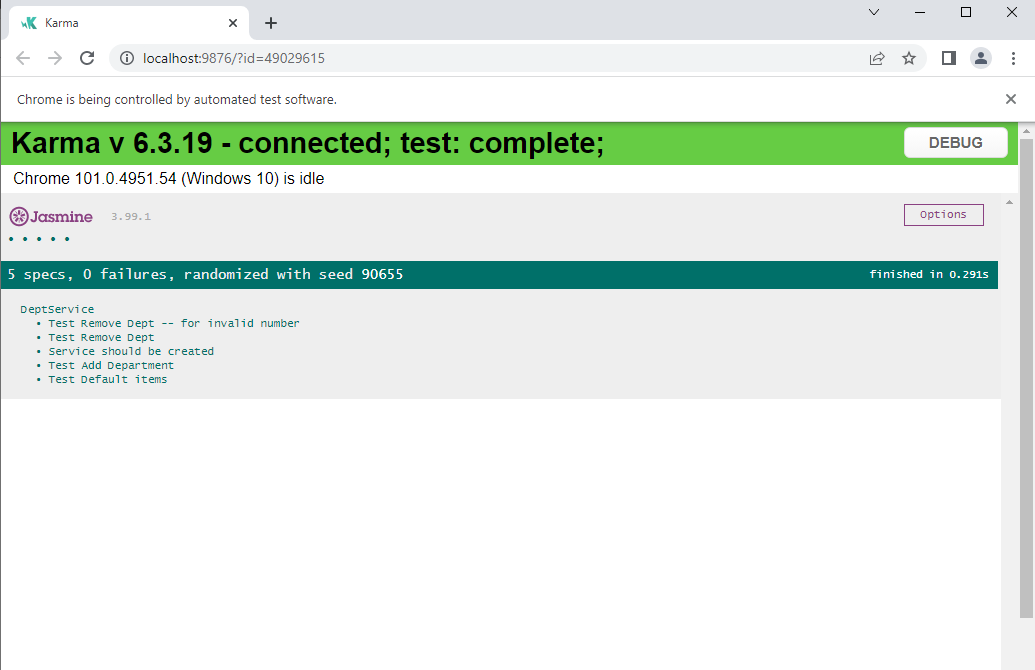 Karma
localhost:9876/?id=49029615
Chrome is being controlled by automated test software.
Karma v 6.3.19 - connected; test: complete;
DEBUG
Chrome 101.0.4951.54 (Windows 10) is idle
Jasmine 3.99.1
Options
• • • • •
5 specs, 0 failures, randomized with seed 90655
finished in 0.291s
DeptService
• Test Remove Dept -- for invalid number
• Test Remove Dept
• Service should be created
• Test Add Department
• Test Default items